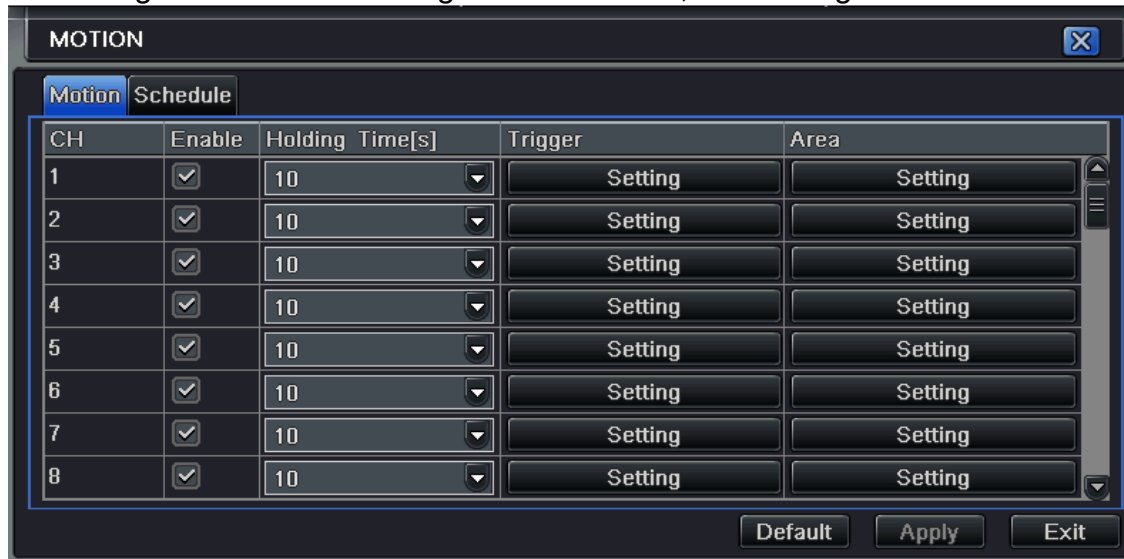 MOTION
Motion Schedule
CH Enable Holding Time[s] Trigger Area
1 10 Setting Setting
2 10 Setting Setting
3 10 Setting Setting
4 10 Setting Setting
5 10 Setting Setting
6 10 Setting Setting
7 10 Setting Setting
8 10 Setting Setting
Default Apply Exit